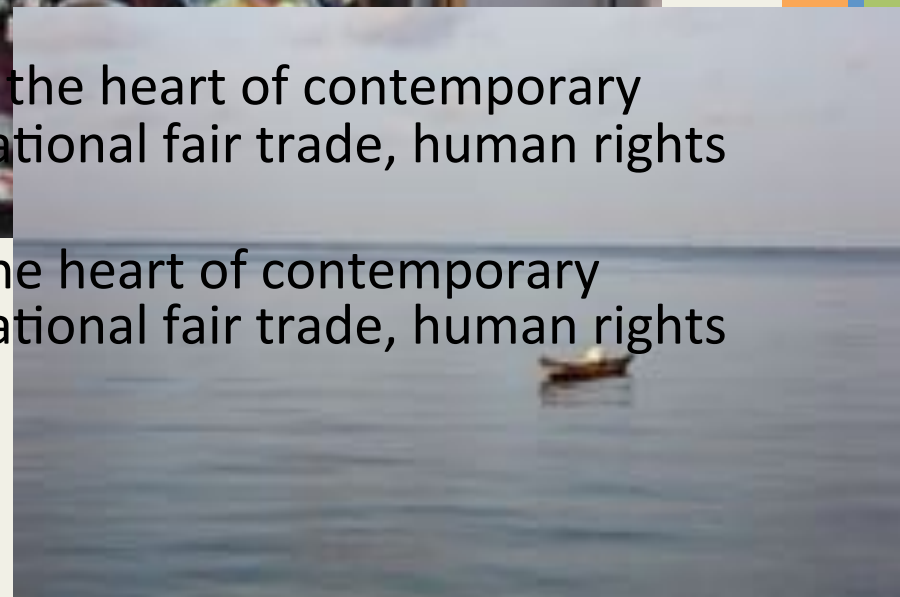 the heart of contemporary
ational fair trade, human rights
he heart of contemporary
ational fair trade, human rights